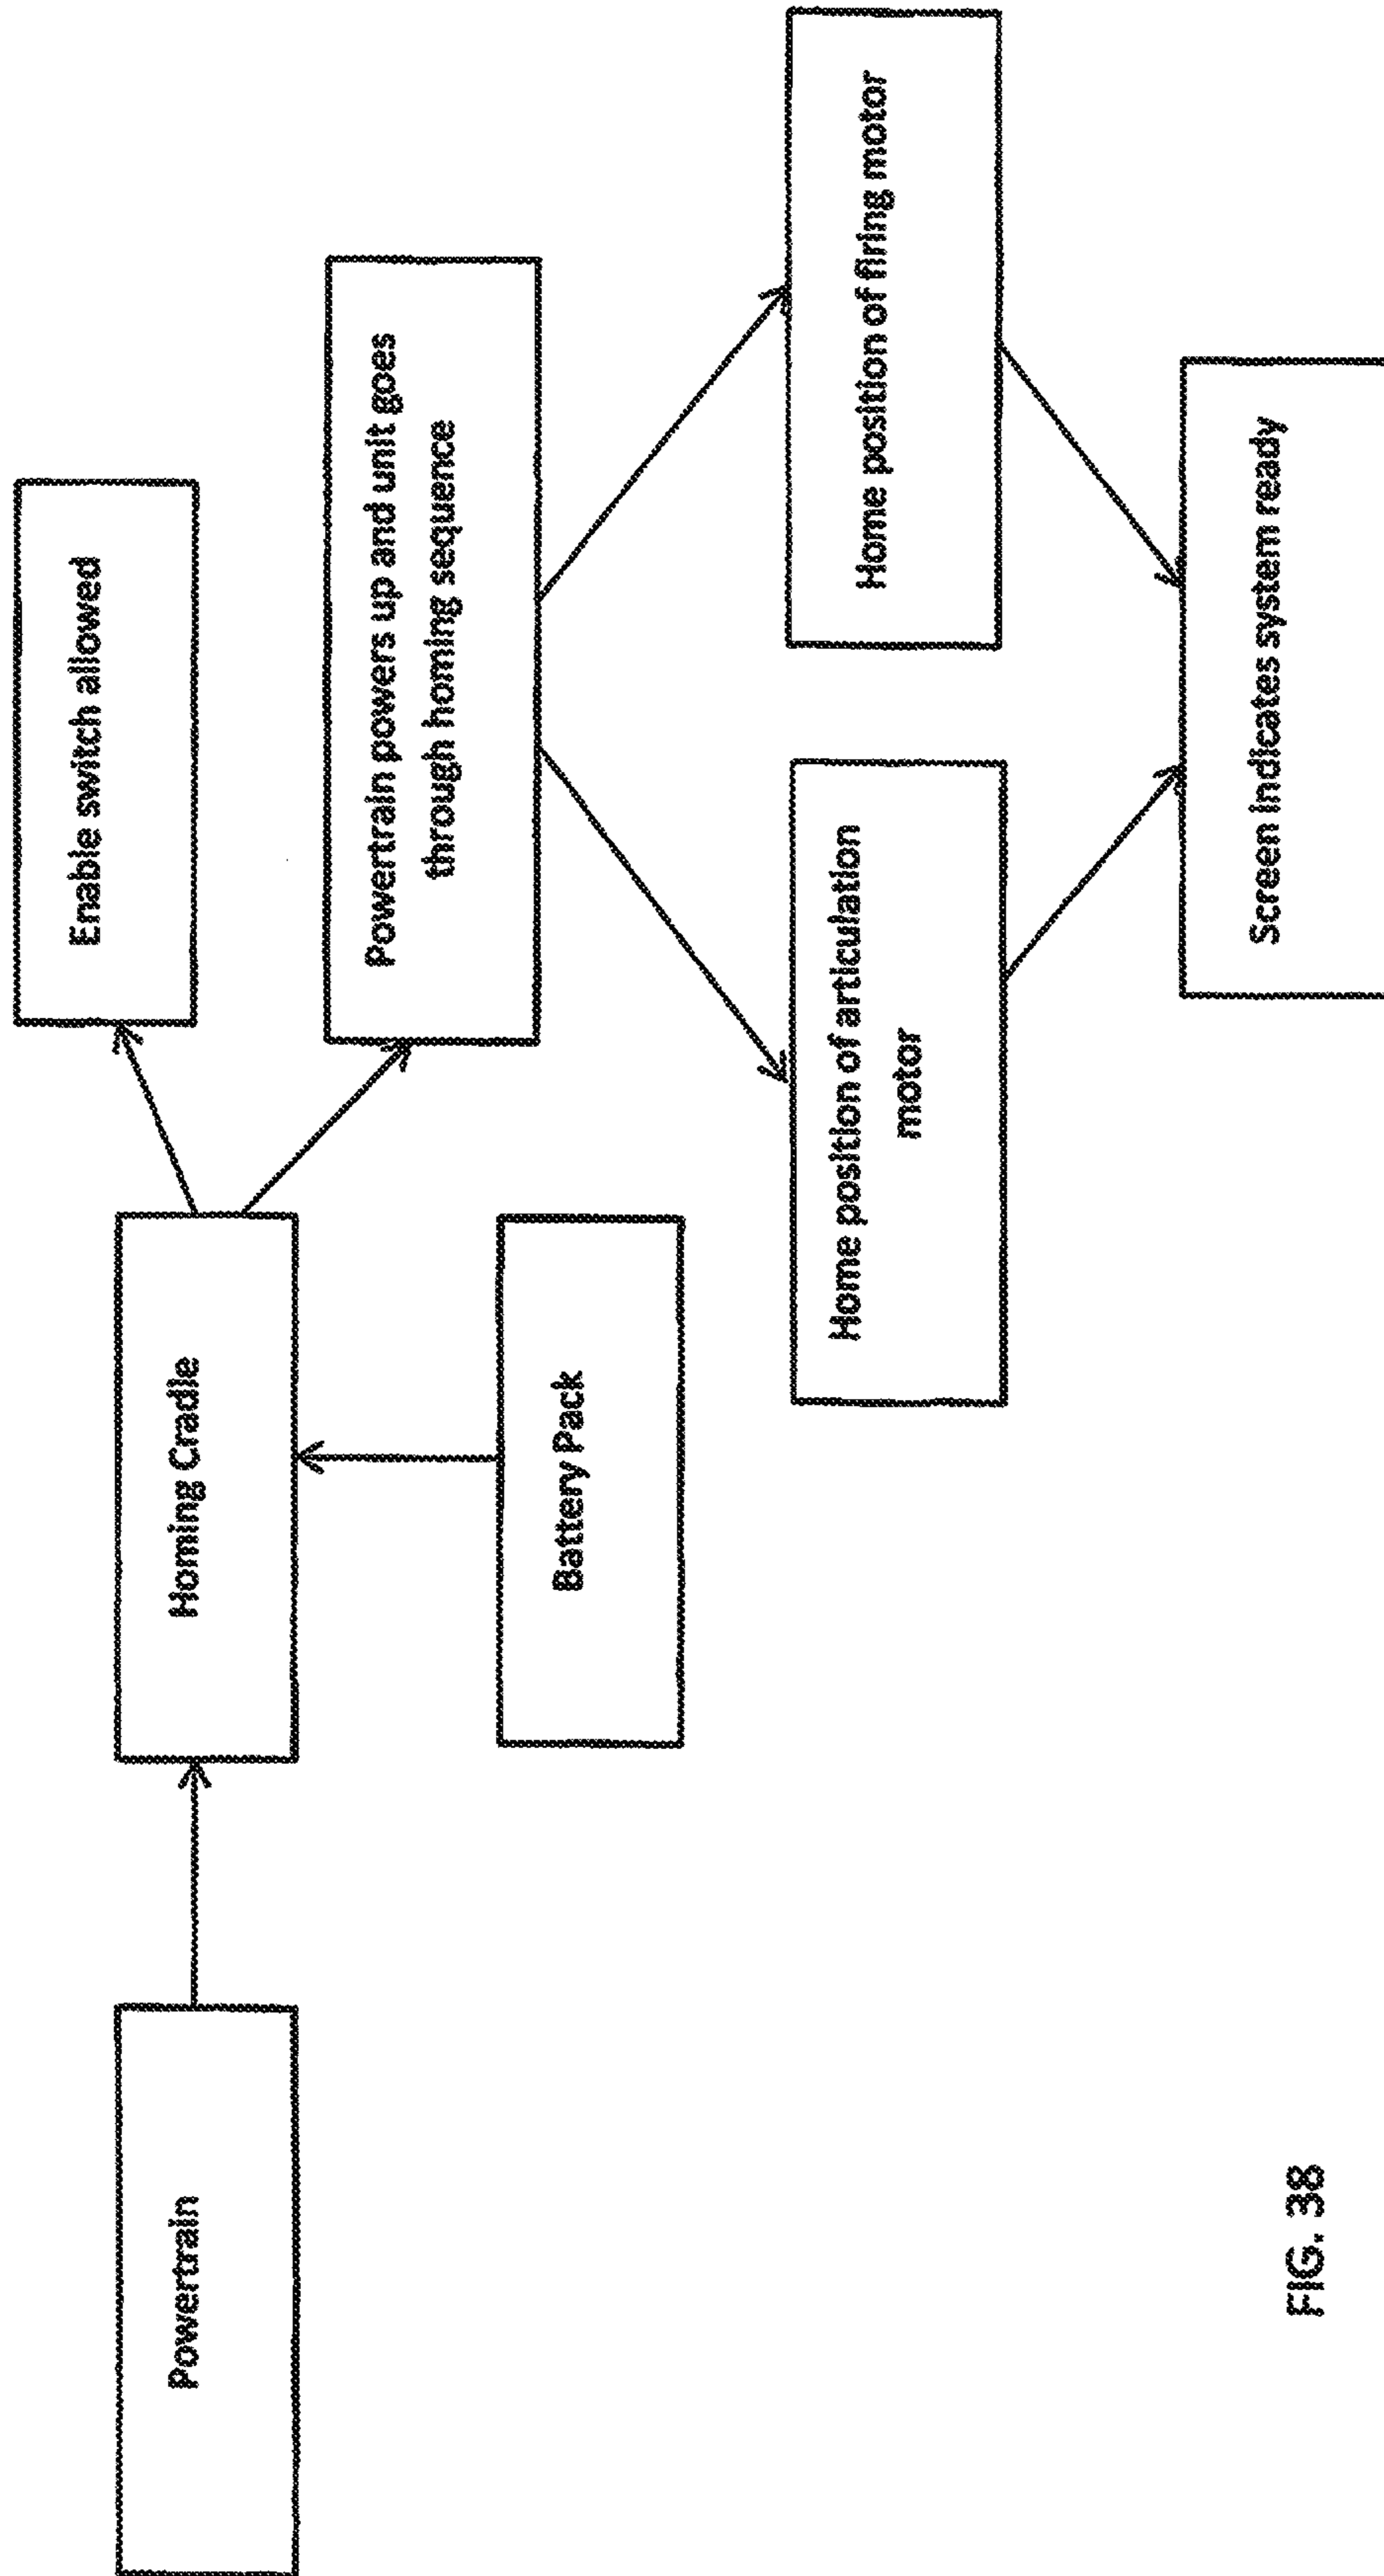 Powertrain
Homing Cradle
Battery Pack
Enable switch allowed
Powertrain powers up and unit goes
through homing sequence
Home position of articulation
motor
Home position of firing motor
Screen indicates system ready
FIG. 38